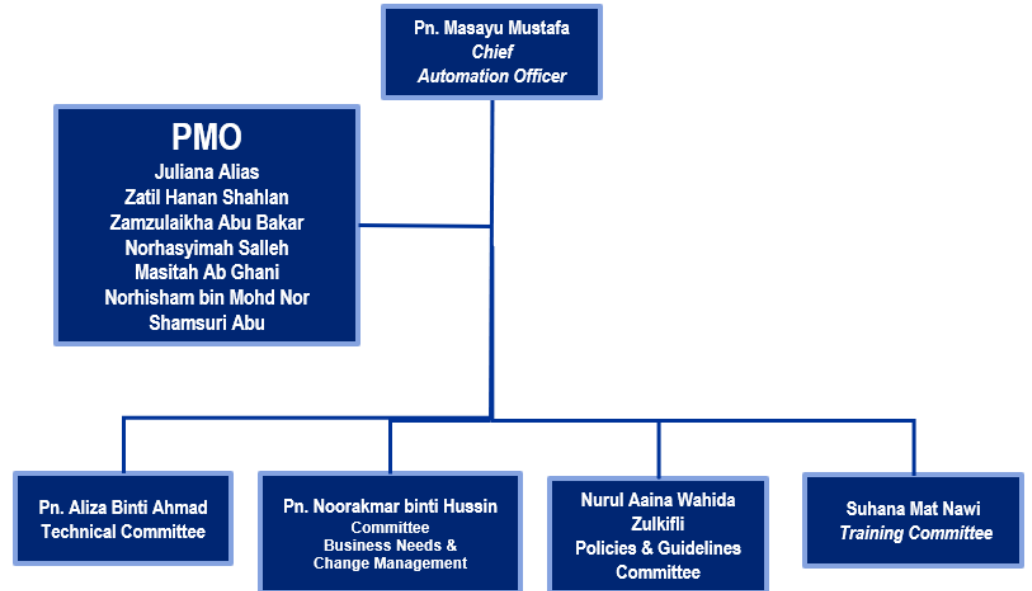 Pn. Masayu Mustafa
Chief
Automation Officer
PMO
Juliana Alias
Zatil Hanan Shahlan
Zamzulaikha Abu Bakar
Norhasyimah Salleh
Masitah Ab Ghani
Norhisham bin Mohd Nor
Shamsuri Abu
Pn. Aliza Binti Ahmad
Technical Committee
Pn. Noorakmar binti Hussin
Committee
Business Needs &
Change Management
Nurul Aaina Wahida
Zulkifli
Policies & Guidelines
Committee
Suhana Mat Nawi
Training Committee